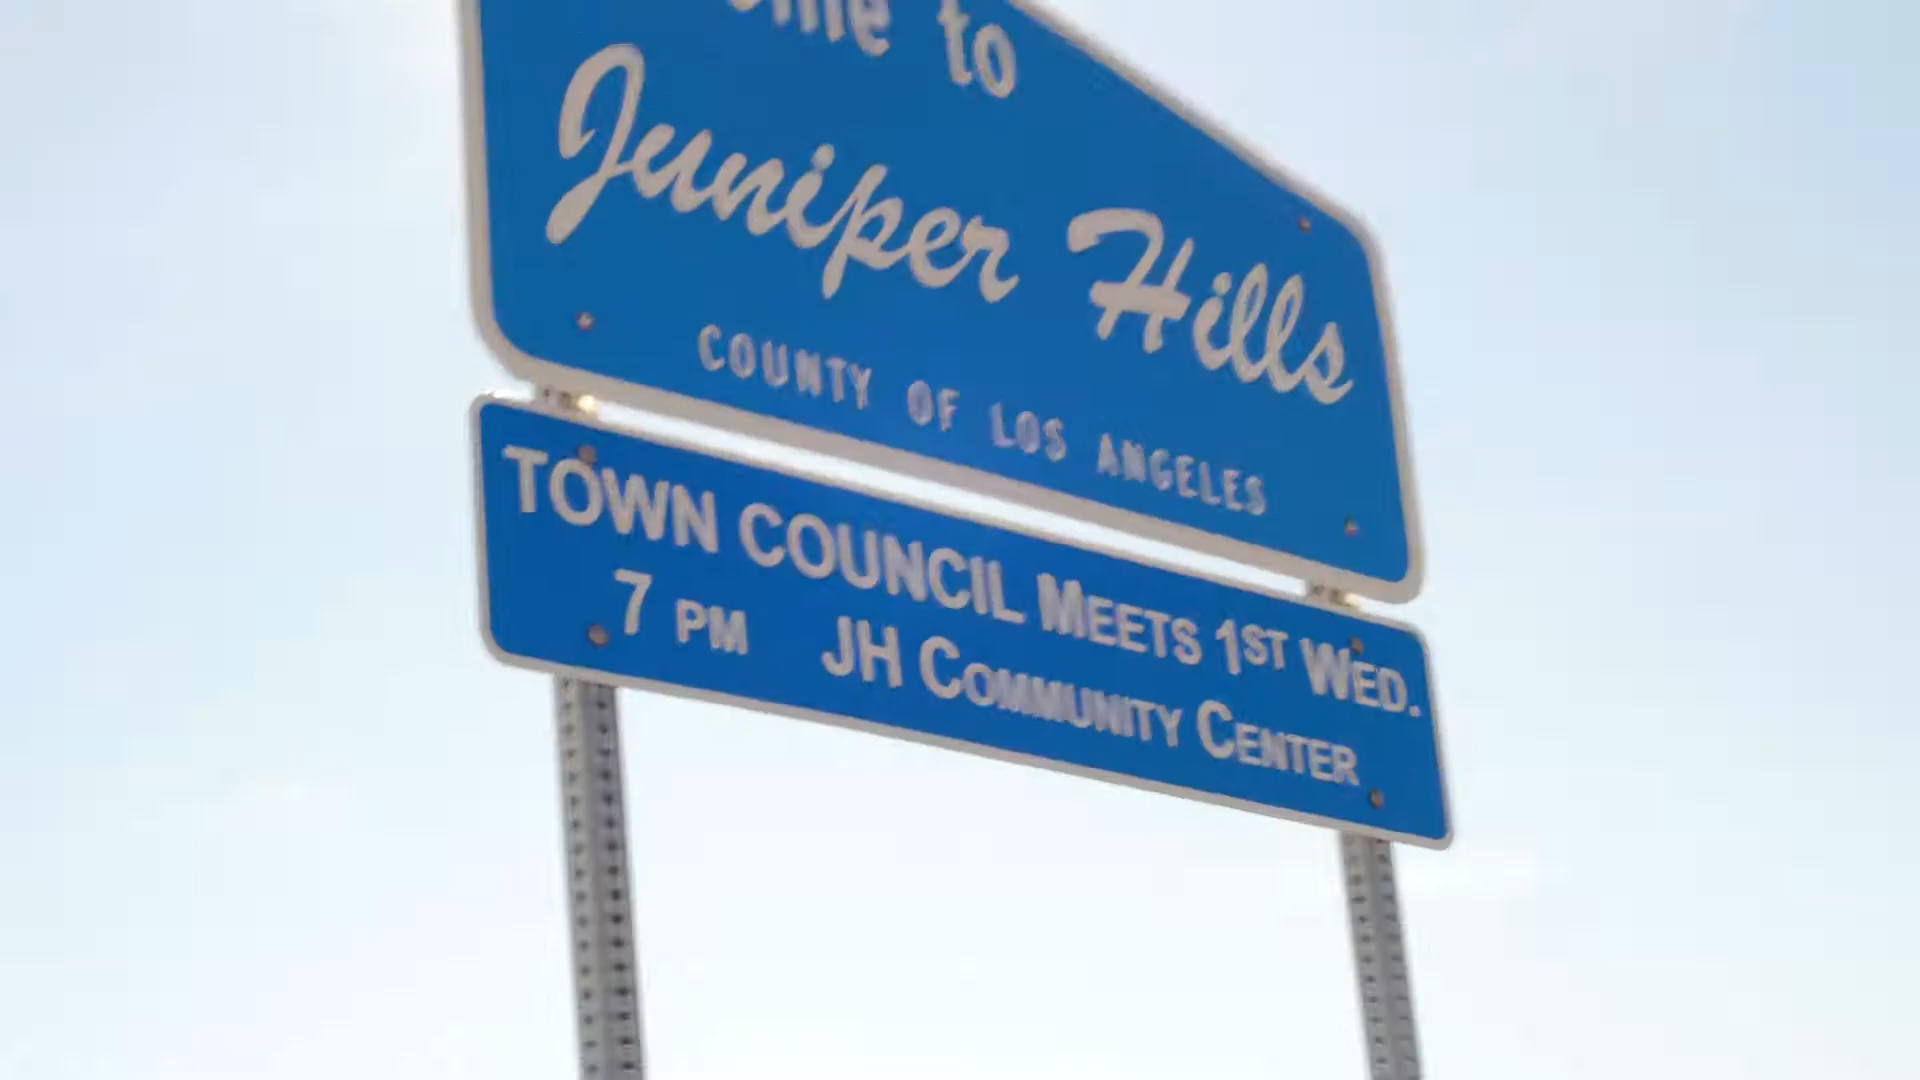 to
Juniper Hills
COUNTY OF LOS ANGELES
TOWN COUNCIL MEETS 1ST WED.
7 PM JH COMMUNITY CENTER